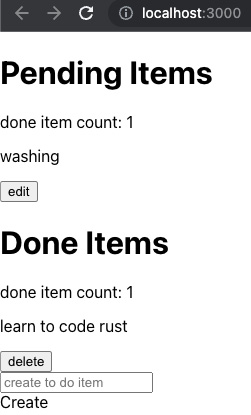 localhost:3000
Pending Items
done item count: 1
washing
edit
Done Items
done item count: 1
learn to code rust
delete
create to do item
Create